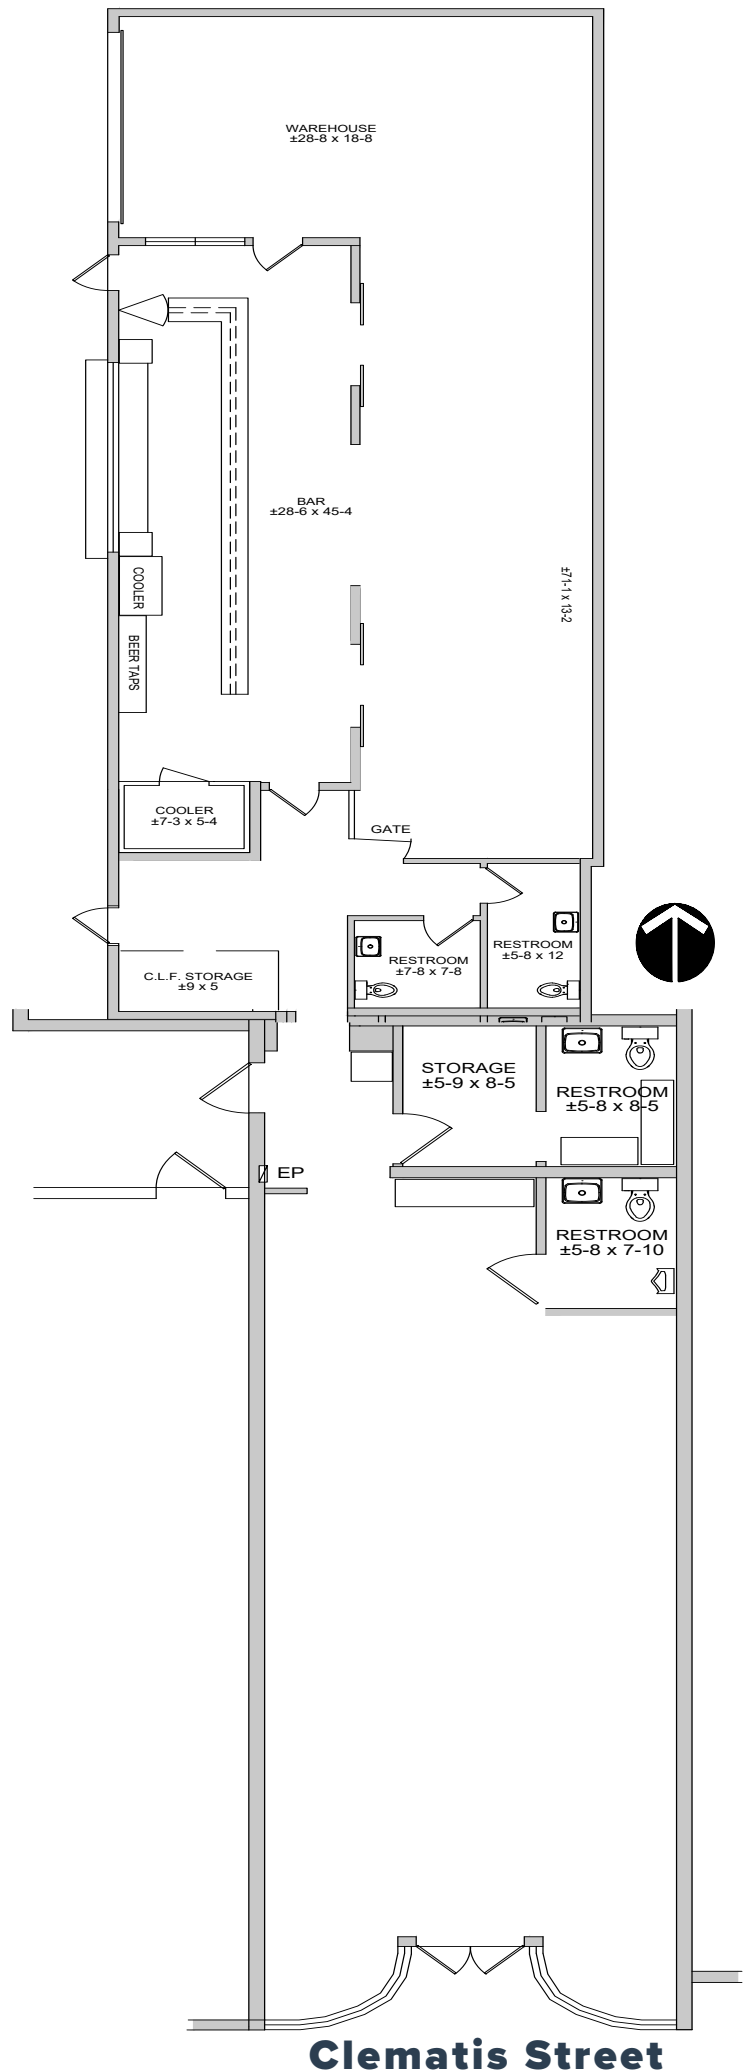 WAREHOUSE
±28-8 x 18-8
BAR
±28-6 x 45-4
±71-1 x 13-2
COOLER
BEER TAPS
COOLER
±7-3 x 5-4
GATE
RESTROOM
±5-8 x 12
RESTROOM
±7-8 x 7-8
C.L.F. STORAGE
±9 x 5
STORAGE
±5-9 x 8-5
RESTROOM
±5-8 x 8-5
EP
RESTROOM
±5-8 x 7-10
Clematis Street